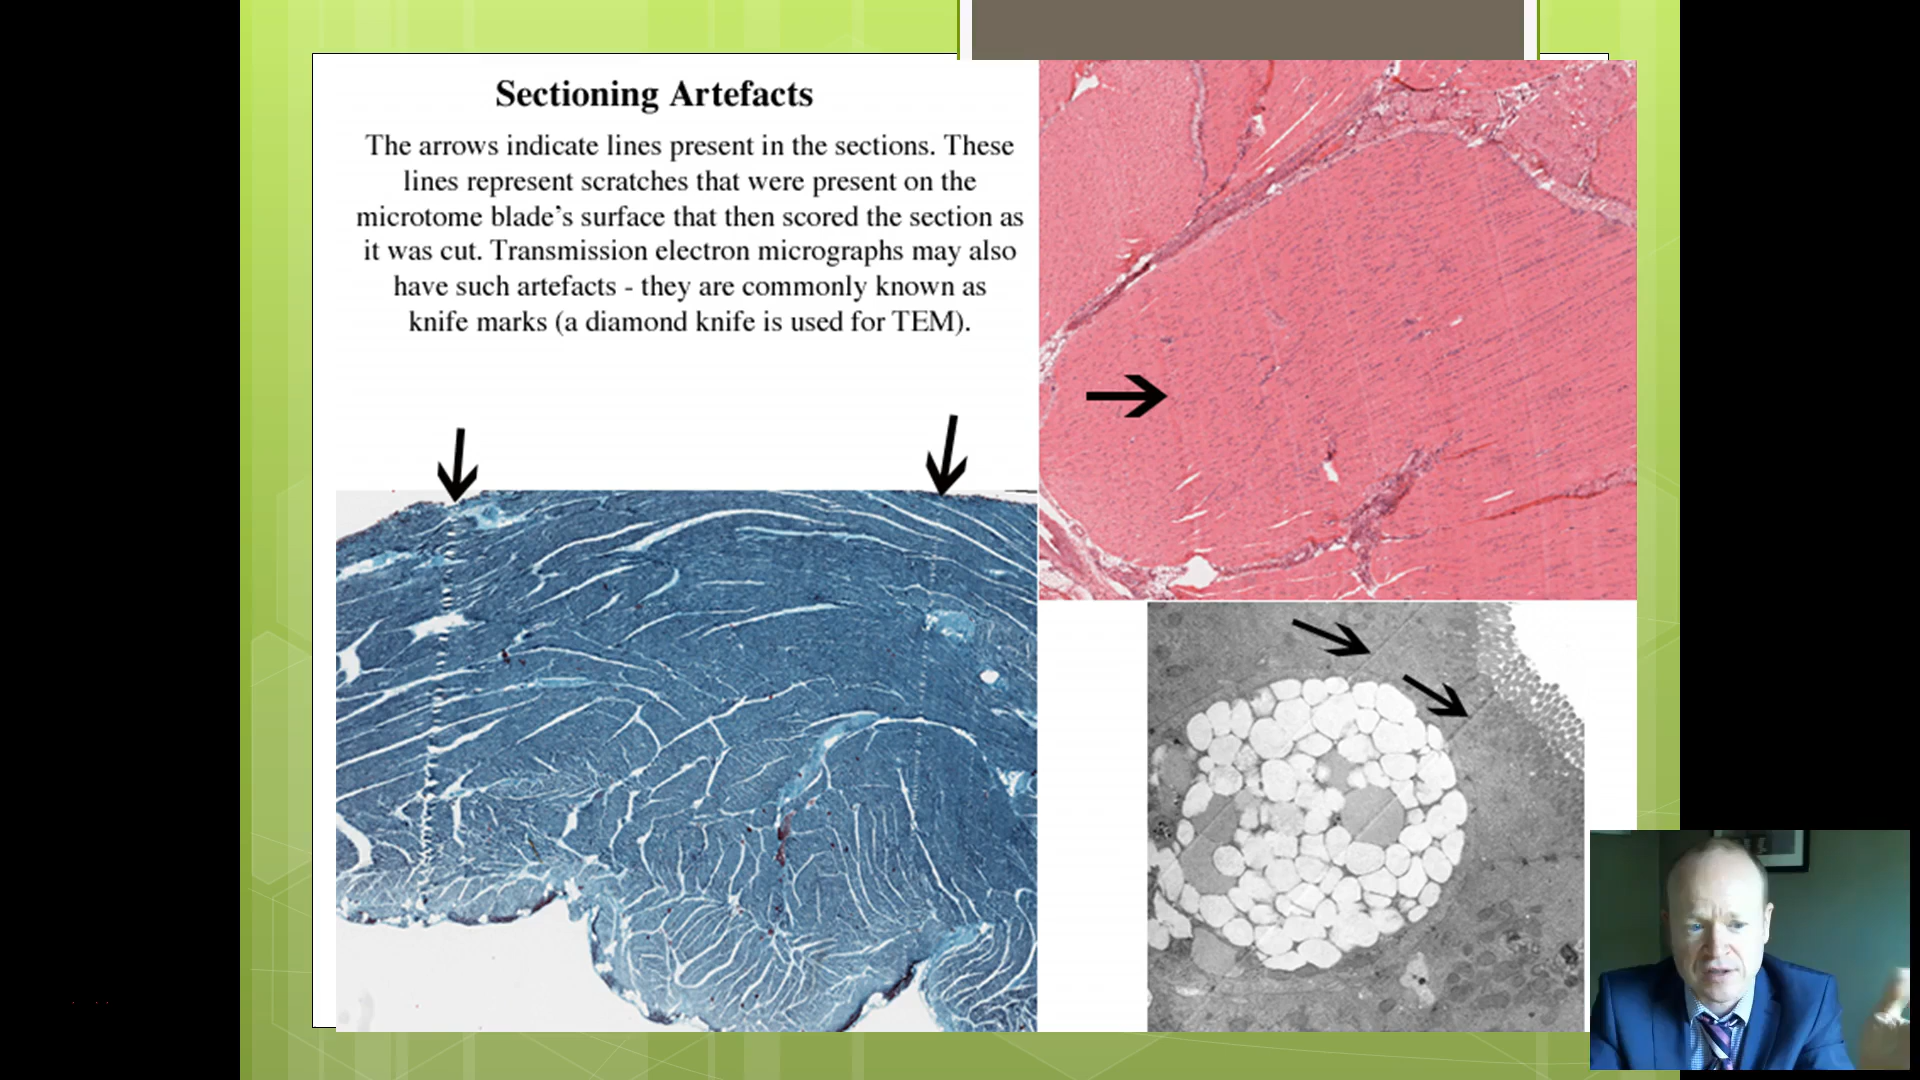 Sectioning Artefacts
The arrows indicate lines present in the sections. These
lines represent scratches that were present on the
microtome blade’s surface that then scored the section as
it was cut. Transmission electron micrographs may also
have such artefacts - they are commonly known as
knife marks (a diamond knife is used for TEM).